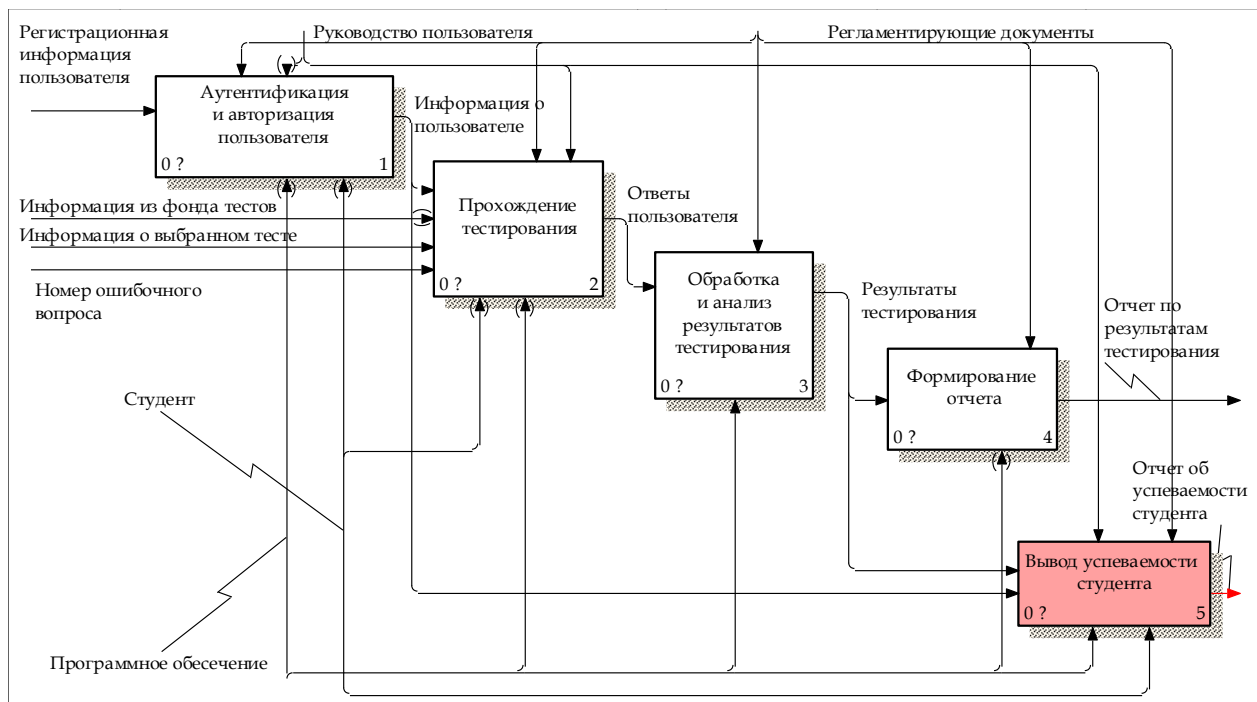 Регистрационная
информация
пользователя
Руководство пользователя
Регламентирующие документы
Аутентификация
и авторизация
пользователя
0 ?
1
Информация о
пользователе
Информация из фонда тестов
Информация о выбранном тесте
Номер ошибочного
вопроса
Прохождение
тестирования
0 ?
2
Ответы
пользователя
Обработка
и анализ
результатов
тестирования
0 ?
3
Результаты
тестирования
Формирование
отчета
0 ?
4
Отчет по
результатам
тестирования
Студент
Отчет об
успеваемости
студента
Вывод успеваемости
студента
0 ?
5
Программное обесечение